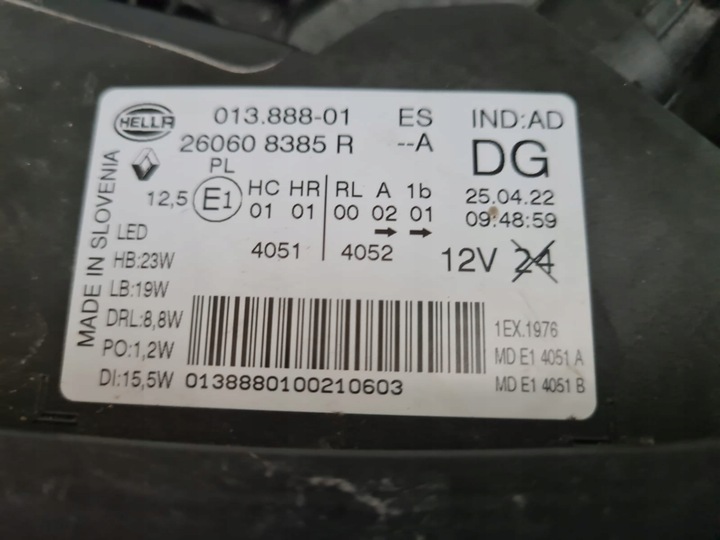 HELLA 013.888-01 ES IND:AD
26060 8385 R --A DG
PL
12,5 E1 HC HR RL A 1b 25.04.22
01 01 00 02 01 09:48:59
→ →
4051 4052 12V 24
MADE IN SLOVENIA
LED
HB:23W
LB:19W
DRL:8,8W
PO:1,2W
DI:15,5W
1EX.1976
MD E1 4051 A
MD E1 4051 B
0138880100210603